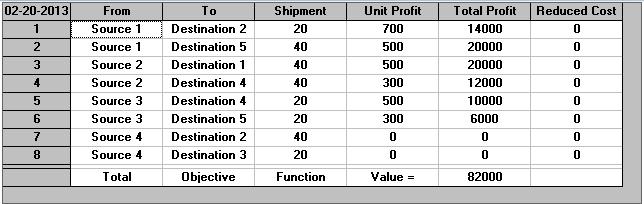 02-20-2013 From To Shipment Unit Profit Total Profit Reduced Cost
1 Source 1 Destination 2 20 700 14000 0
2 Source 1 Destination 5 40 500 20000 0
3 Source 2 Destination 1 40 500 20000 0
4 Source 2 Destination 4 40 300 12000 0
5 Source 3 Destination 4 20 500 10000 0
6 Source 3 Destination 5 20 300 6000 0
7 Source 4 Destination 2 40 0 0 0
8 Source 4 Destination 3 20 0 0 0
Total Objective Function Value = 82000